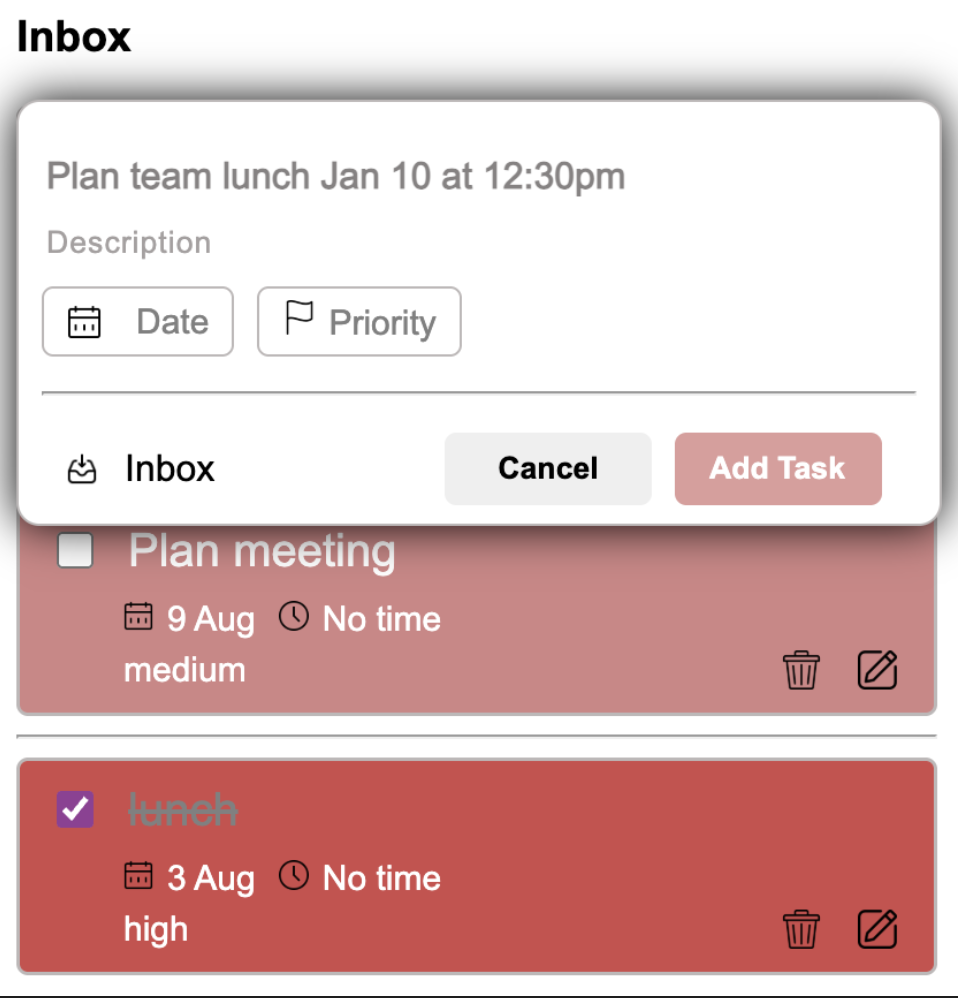 Inbox
Plan team lunch Jan 10 at 12:30pm
Description
Date Priority
Inbox Cancel Add Task
Plan meeting
9 Aug No time
medium
lunch
3 Aug No time
high